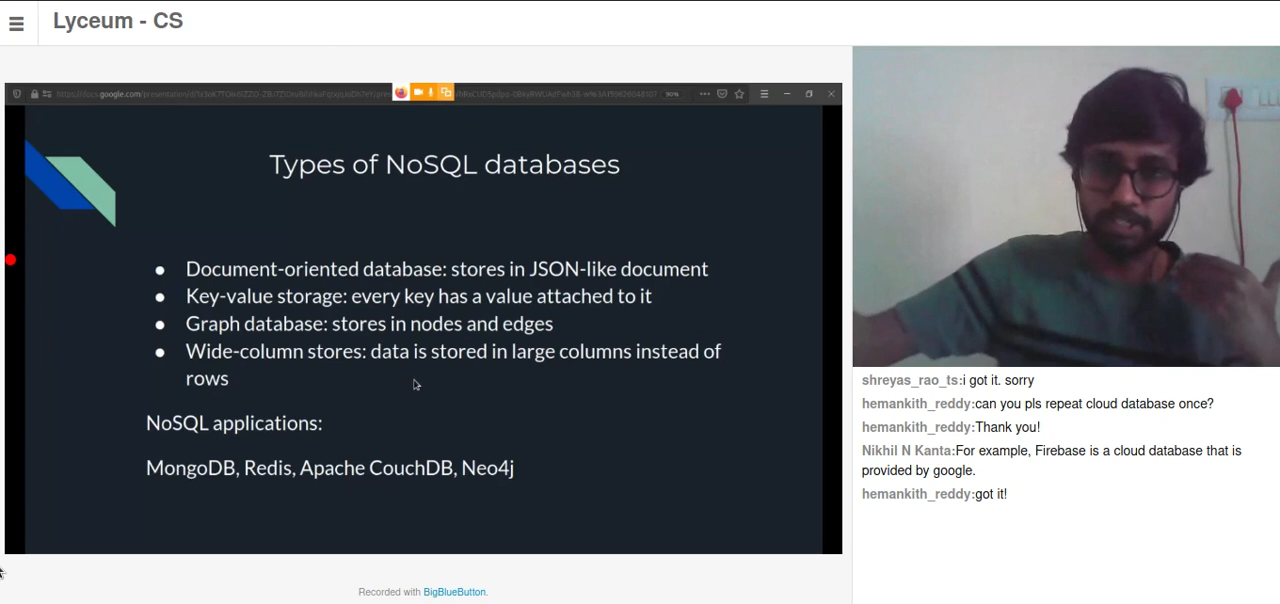 Lyceum - CS
90%
Types of NoSQL databases
● Document-oriented database: stores in JSON-like document
● Key-value storage: every key has a value attached to it
● Graph database: stores in nodes and edges
● Wide-column stores: data is stored in large columns instead of
rows
NoSQL applications:
MongoDB, Redis, Apache CouchDB, Neo4j
Recorded with BigBlueButton.
shreyas_rao_ts:i got it. sorry
hemankith_reddy:can you pls repeat cloud database once?
hemankith_reddy:Thank you!
Nikhil N Kanta:For example, Firebase is a cloud database that is
provided by google.
hemankith_reddy:got it!